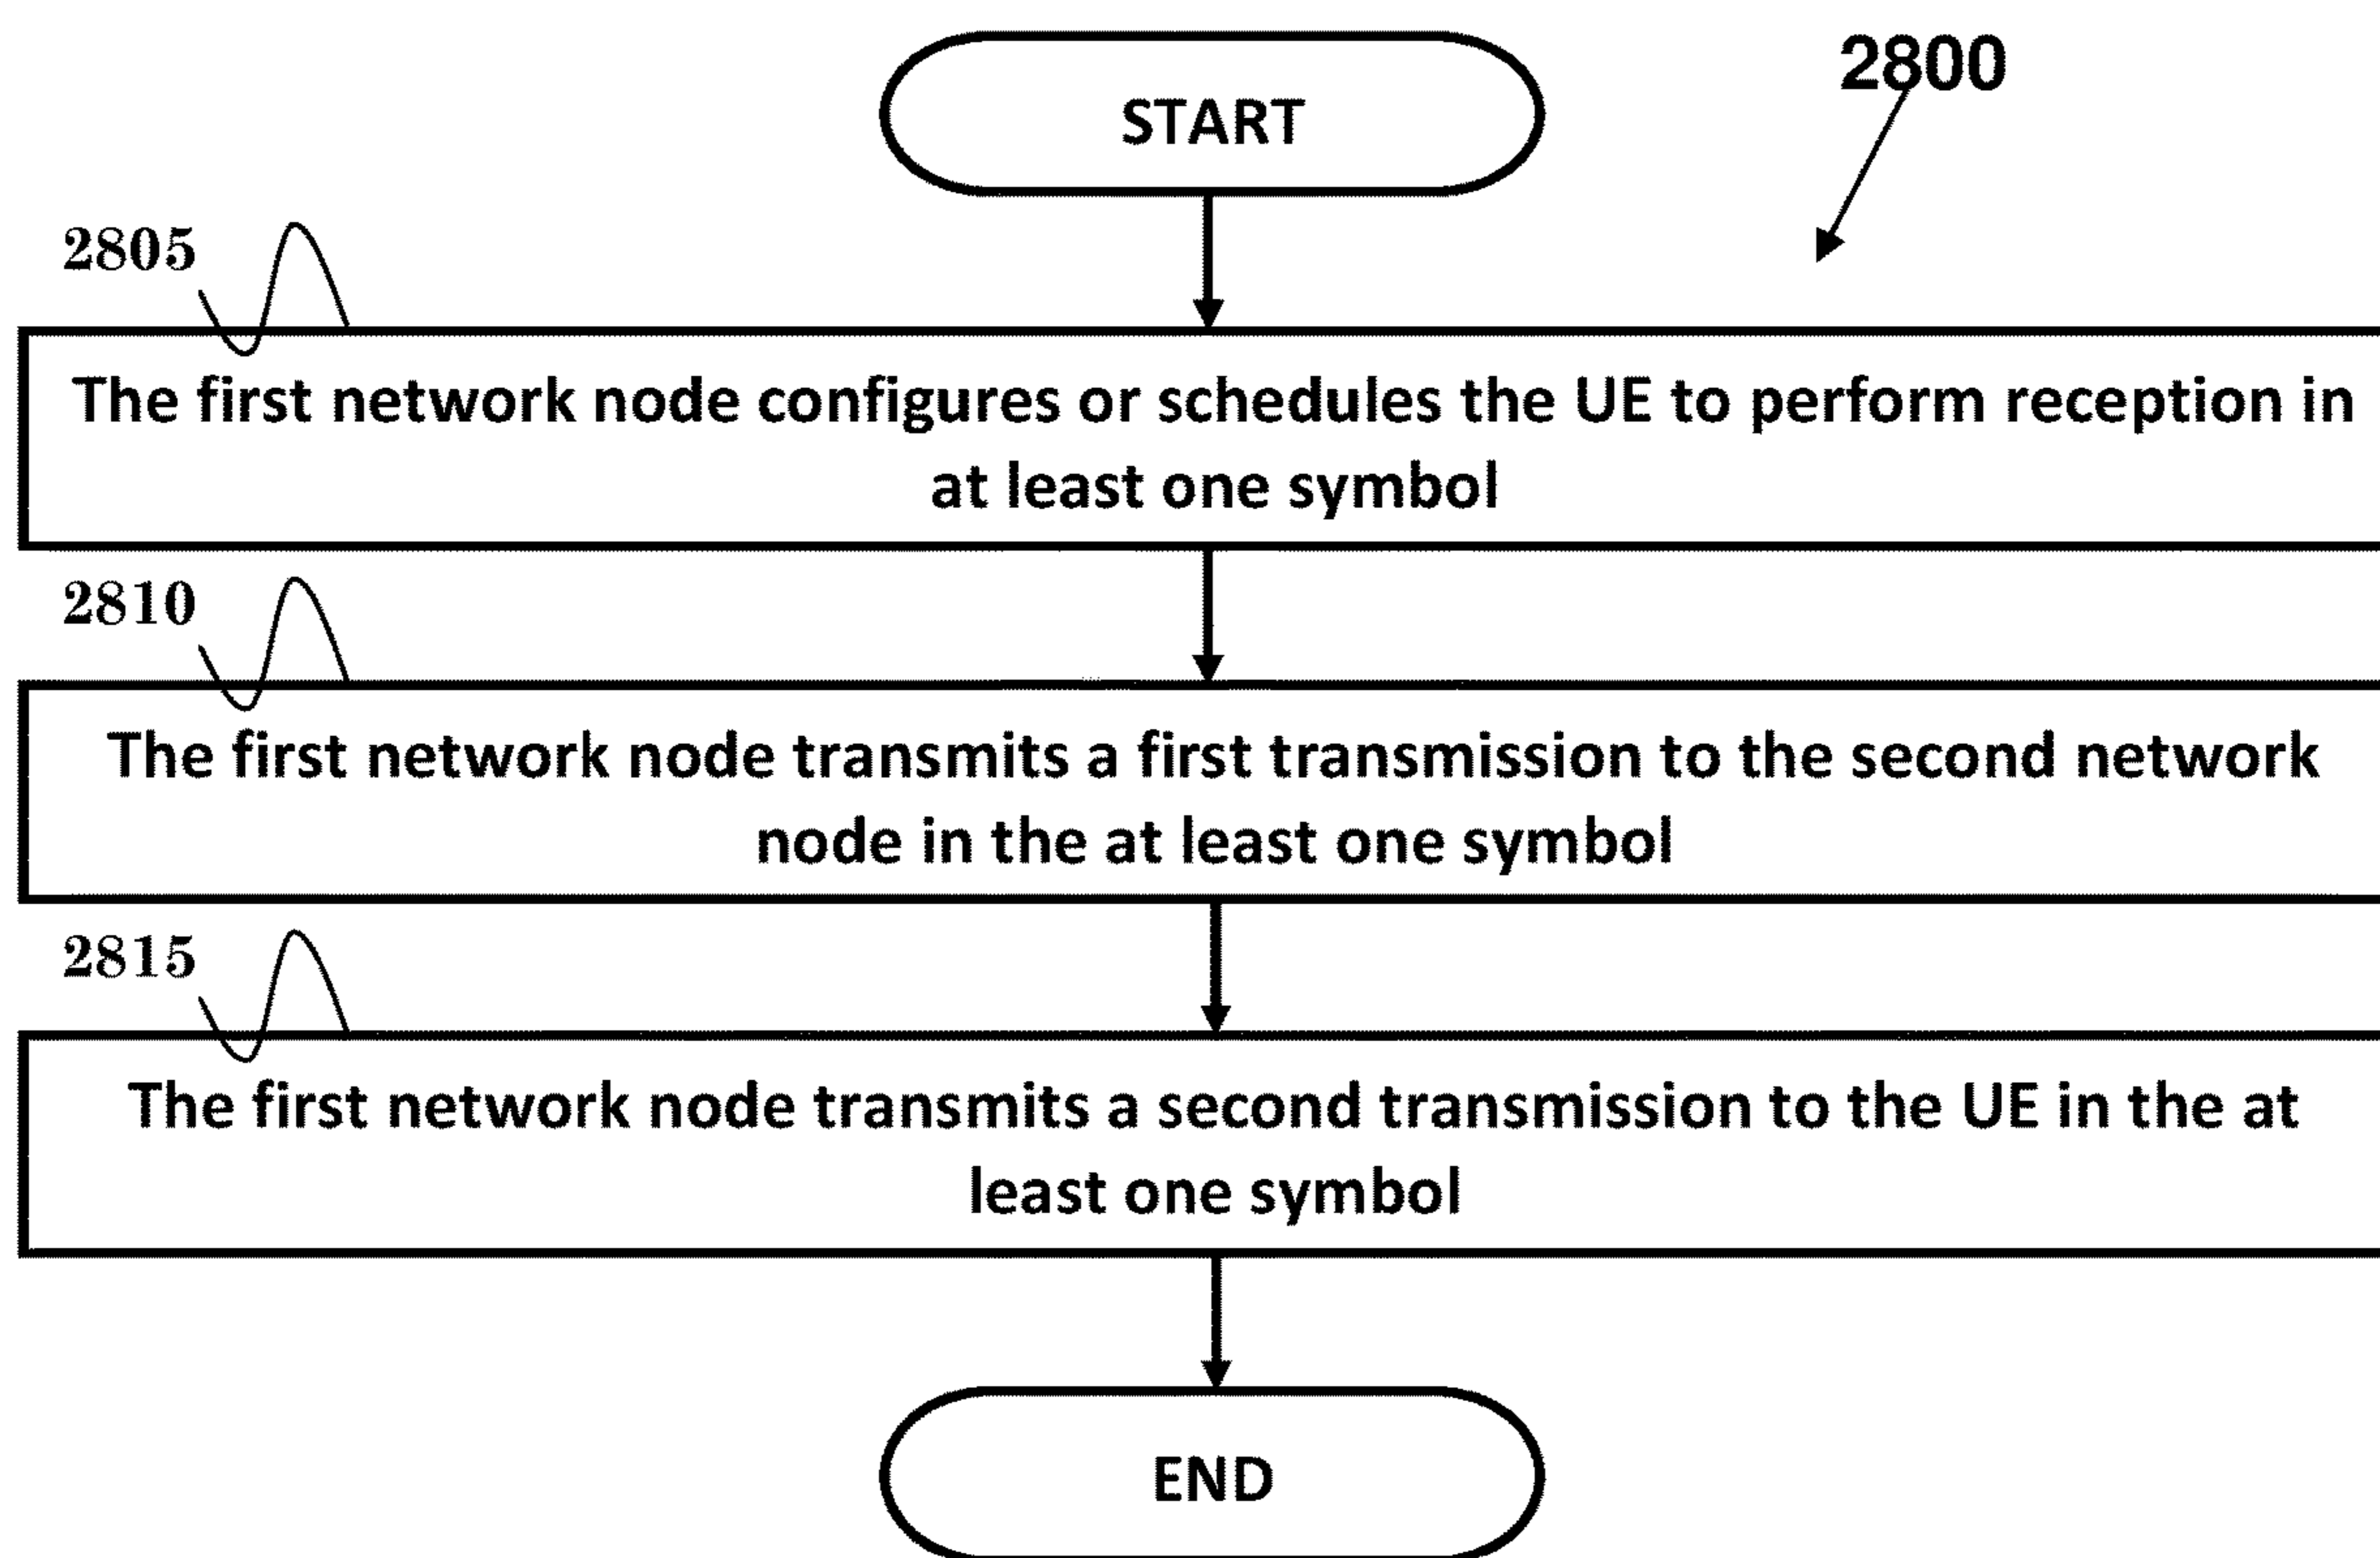 START
2800
2805
The first network node configures or schedules the UE to perform reception in
at least one symbol
2810
The first network node transmits a first transmission to the second network
node in the at least one symbol
2815
The first network node transmits a second transmission to the UE in the at
least one symbol
END